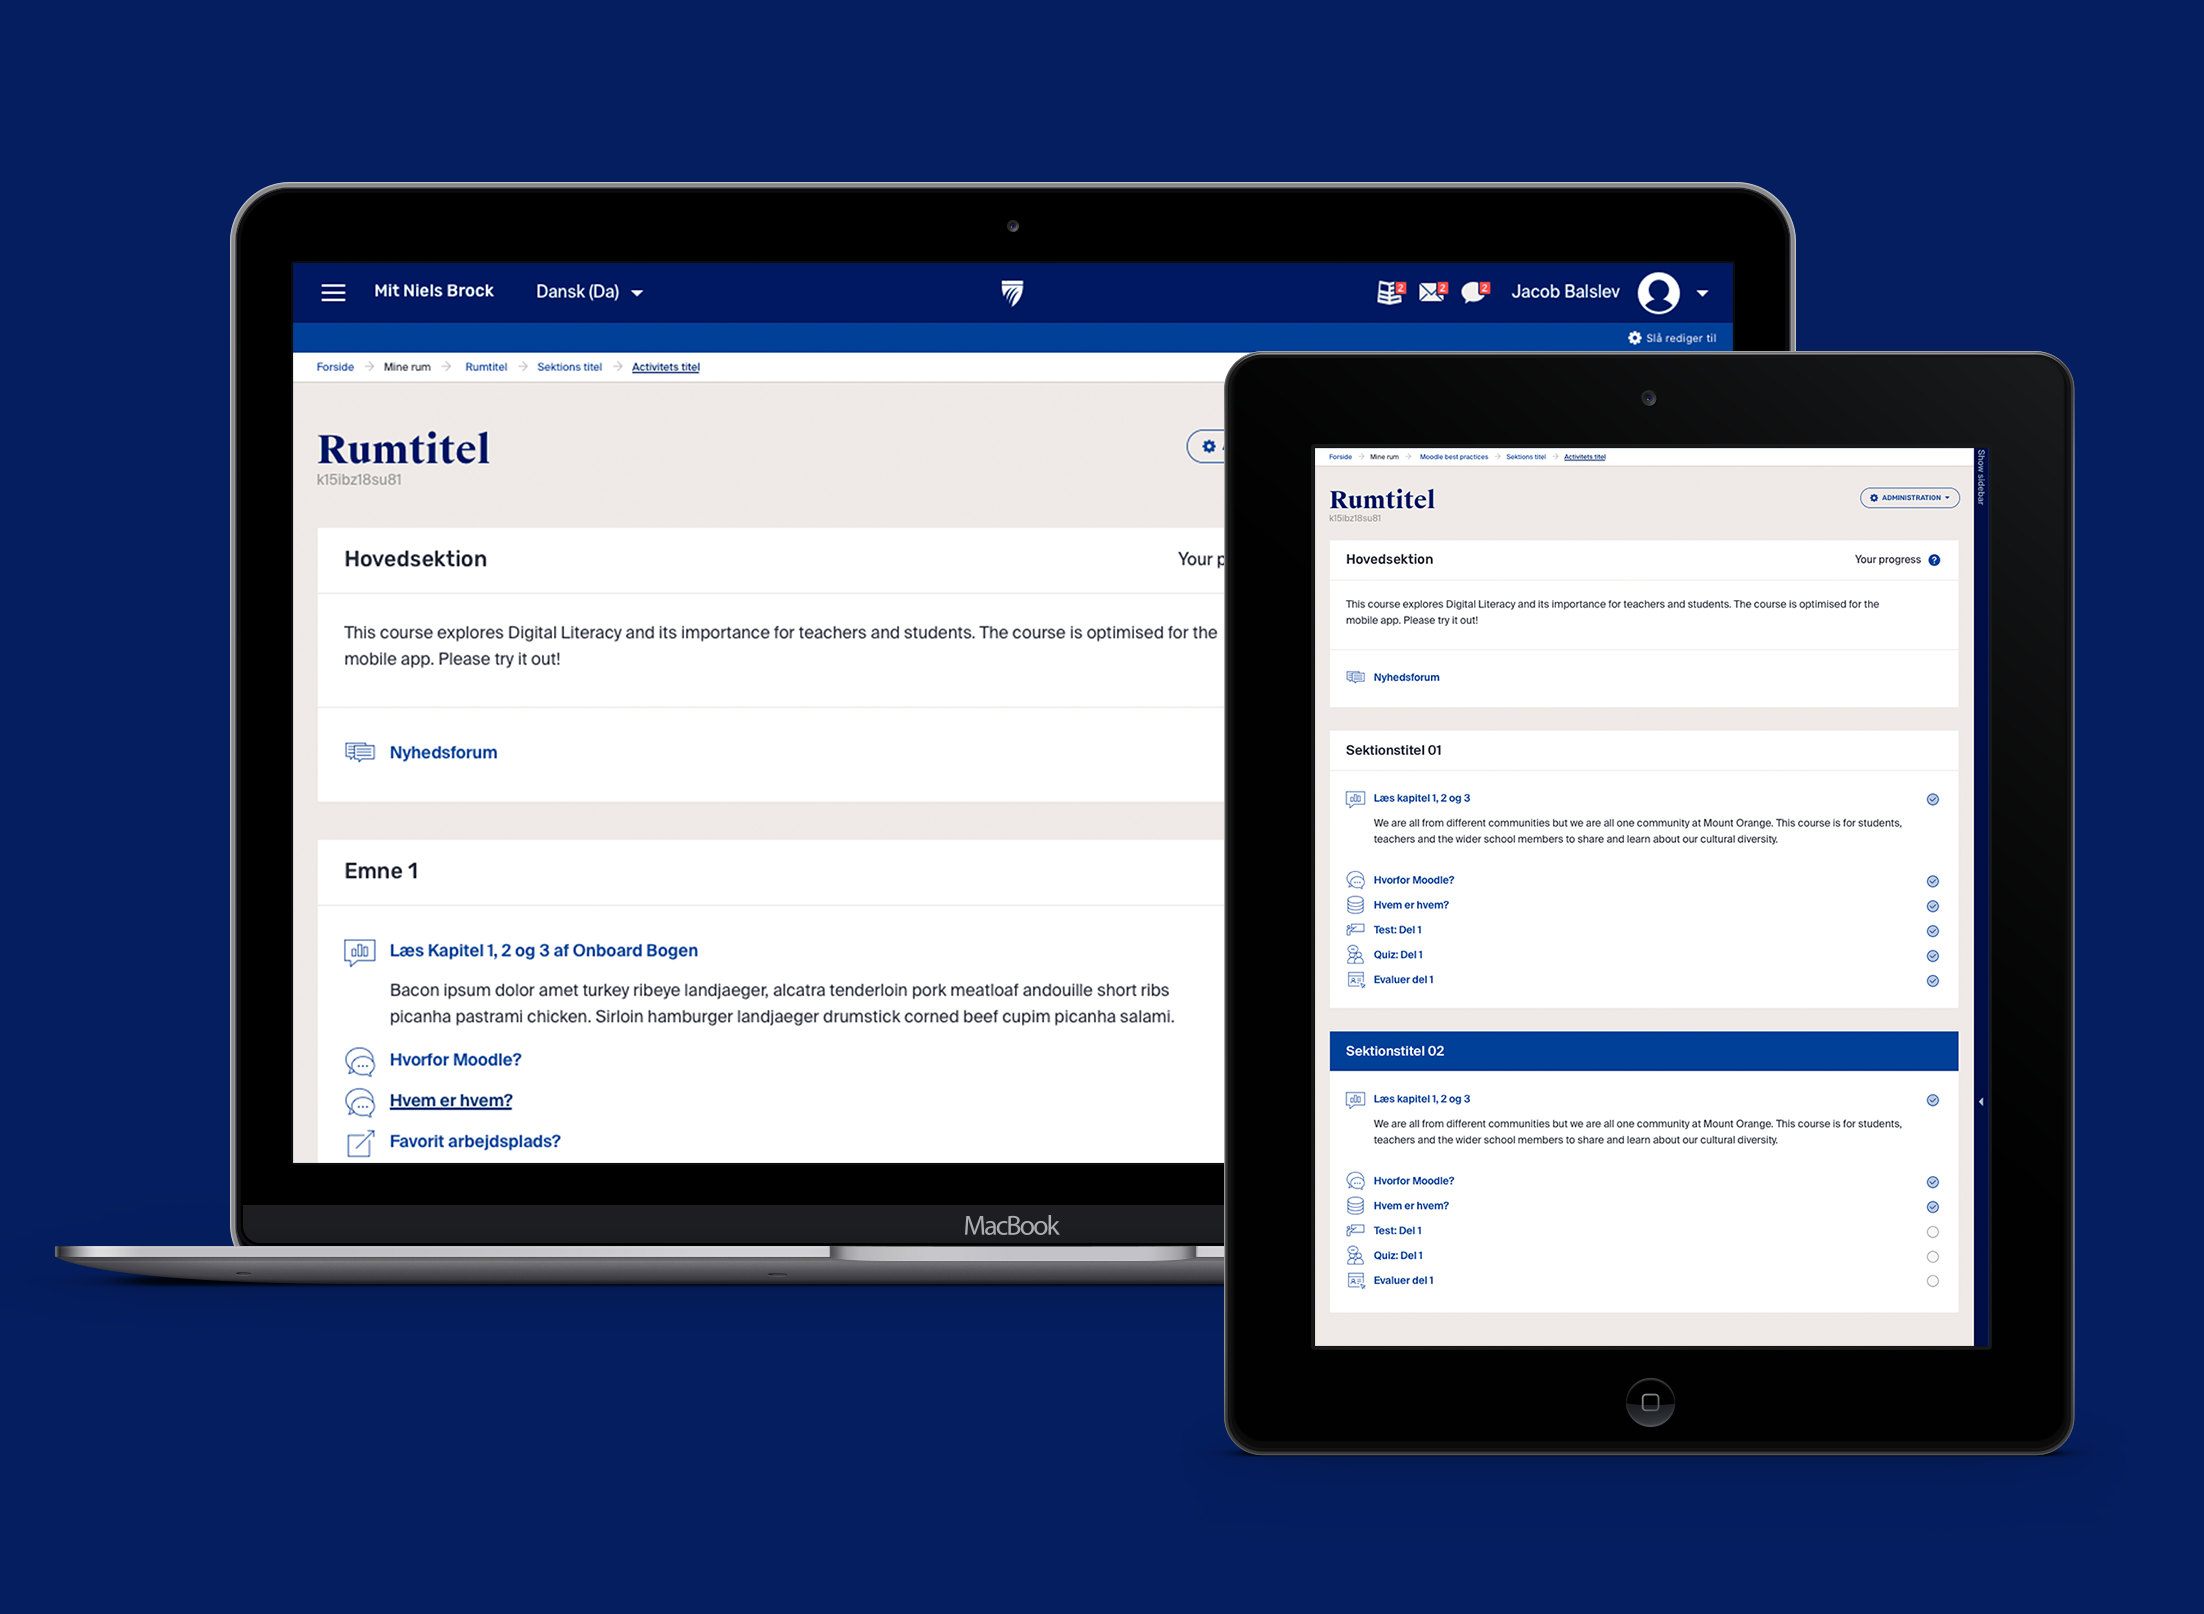 Mit Niels Brock
Dansk (Da)
2
2
2
Jacob Balslev
Slå rediger til
Forside Mine rum Rumtitel Sektions titel Activitets titel
Rumtitel
k15ibz18su81
Hovedsektion
Your p
This course explores Digital Literacy and its importance for teachers and students. The course is optimised for the
mobile app. Please try it out!
Nyhedsforum
Emne 1
Læs Kapitel 1, 2 og 3 af Onboard Bogen
Bacon ipsum dolor amet turkey ribeye landjaeger, alcatra tenderloin pork meatloaf andouille short ribs
picanha pastrami chicken. Sirloin hamburger landjaeger drumstick corned beef cupim picanha salami.
Hvorfor Moodle?
Hvem er hvem?
Favorit arbejdsplads?
MacBook
Forside Mine rum Moodle best practices Sektions titel Activitets titel
Show sidebar
Rumtitel
k15ibz18su81
ADMINISTRATION
Hovedsektion
Your progress ?
This course explores Digital Literacy and its importance for teachers and students. The course is optimised for the
mobile app. Please try it out!
Nyhedsforum
Sektionstitel 01
Læs kapitel 1, 2 og 3
We are all from different communities but we are all one community at Mount Orange. This course is for students,
teachers and the wider school members to share and learn about our cultural diversity.
Hvorfor Moodle?
Hvem er hvem?
Test: Del 1
Quiz: Del 1
Evaluer del 1
Sektionstitel 02
Læs kapitel 1, 2 og 3
We are all from different communities but we are all one community at Mount Orange. This course is for students,
teachers and the wider school members to share and learn about our cultural diversity.
Hvorfor Moodle?
Hvem er hvem?
Test: Del 1
Quiz: Del 1
Evaluer del 1